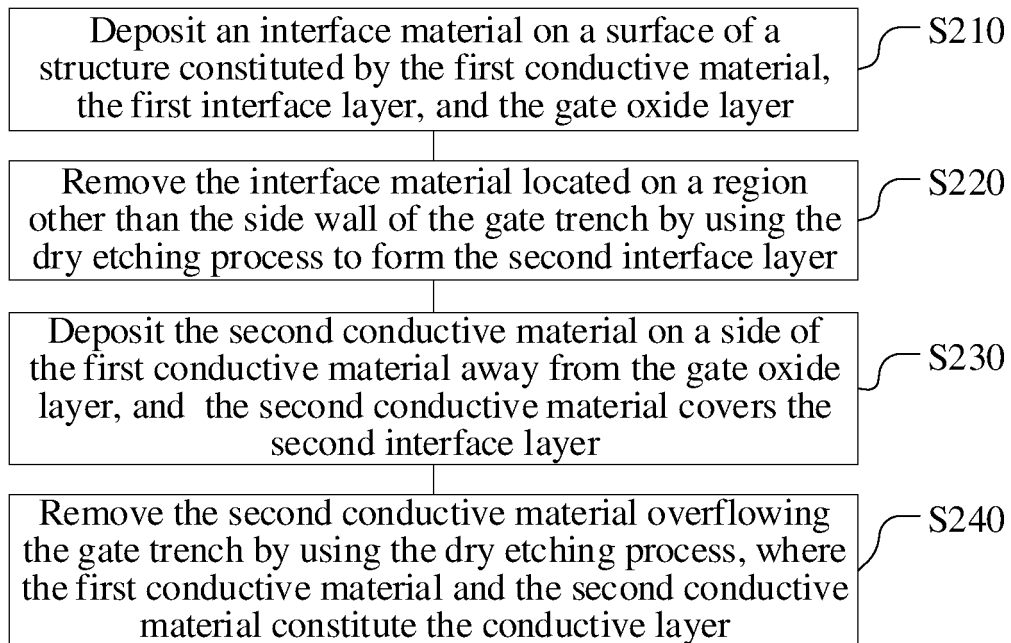 Deposit an interface material on a surface of a
structure constituted by the first conductive material,
the first interface layer, and the gate oxide layer
S210
Remove the interface material located on a region
other than the side wall of the gate trench by using the
dry etching process to form the second interface layer
S220
Deposit the second conductive material on a side of
the first conductive material away from the gate oxide
layer, and the second conductive material covers the
second interface layer
S230
Remove the second conductive material overflowing
the gate trench by using the dry etching process, where
the first conductive material and the second conductive
material constitute the conductive layer
S240